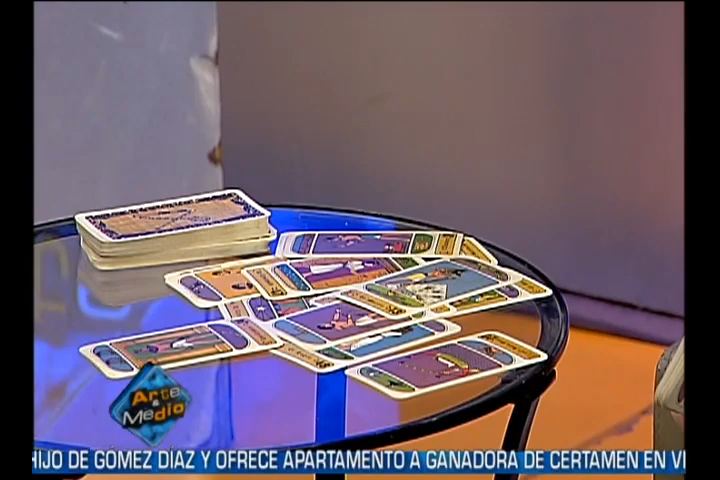 Arte
&
Medio
HIJO DE GÓMEZ DÍAZ Y OFRECE APARTAMENTO A GANADORA DE CERTAMEN EN